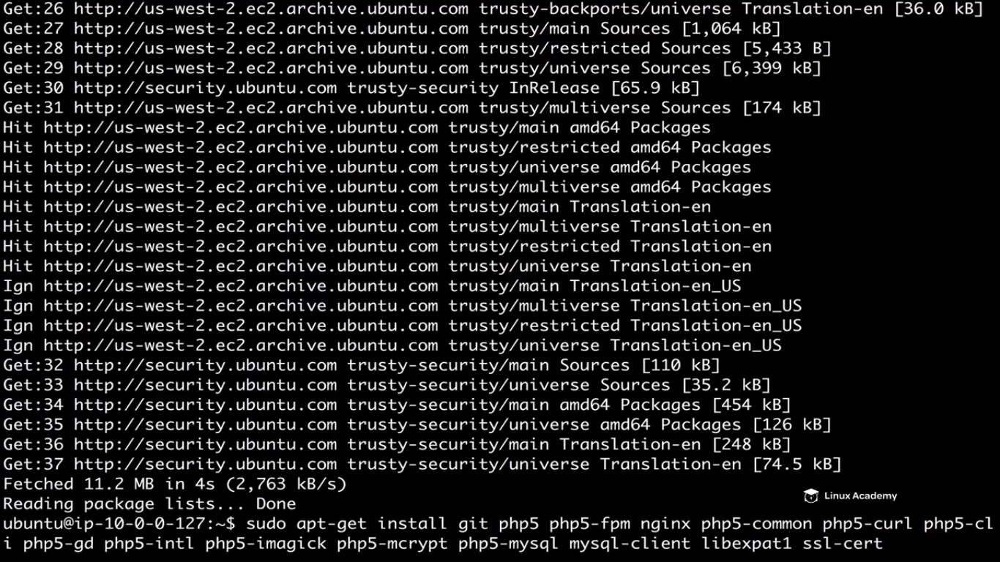 Get:26 http://us-west-2.ec2.archive.ubuntu.com trusty-backports/universe Translation-en [36.0 kB]
Get:27 http://us-west-2.ec2.archive.ubuntu.com trusty/main Sources [1,064 kB]
Get:28 http://us-west-2.ec2.archive.ubuntu.com trusty/restricted Sources [5,433 B]
Get:29 http://us-west-2.ec2.archive.ubuntu.com trusty/universe Sources [6,399 kB]
Get:30 http://security.ubuntu.com trusty-security InRelease [65.9 kB]
Get:31 http://us-west-2.ec2.archive.ubuntu.com trusty/multiverse Sources [174 kB]
Hit http://us-west-2.ec2.archive.ubuntu.com trusty/main amd64 Packages
Hit http://us-west-2.ec2.archive.ubuntu.com trusty/restricted amd64 Packages
Hit http://us-west-2.ec2.archive.ubuntu.com trusty/universe amd64 Packages
Hit http://us-west-2.ec2.archive.ubuntu.com trusty/multiverse amd64 Packages
Hit http://us-west-2.ec2.archive.ubuntu.com trusty/main Translation-en
Hit http://us-west-2.ec2.archive.ubuntu.com trusty/multiverse Translation-en
Hit http://us-west-2.ec2.archive.ubuntu.com trusty/restricted Translation-en
Hit http://us-west-2.ec2.archive.ubuntu.com trusty/universe Translation-en
Ign http://us-west-2.ec2.archive.ubuntu.com trusty/main Translation-en_US
Ign http://us-west-2.ec2.archive.ubuntu.com trusty/multiverse Translation-en_US
Ign http://us-west-2.ec2.archive.ubuntu.com trusty/restricted Translation-en_US
Ign http://us-west-2.ec2.archive.ubuntu.com trusty/universe Translation-en_US
Get:32 http://security.ubuntu.com trusty-security/main Sources [110 kB]
Get:33 http://security.ubuntu.com trusty-security/universe Sources [35.2 kB]
Get:34 http://security.ubuntu.com trusty-security/main amd64 Packages [454 kB]
Get:35 http://security.ubuntu.com trusty-security/universe amd64 Packages [126 kB]
Get:36 http://security.ubuntu.com trusty-security/main Translation-en [248 kB]
Get:37 http://security.ubuntu.com trusty-security/universe Translation-en [74.5 kB]
Fetched 11.2 MB in 4s (2,763 kB/s)
Linux Academy
Reading package lists... Done
ubuntu@ip-10-0-0-127:~$ sudo apt-get install git php5 php5-fpm nginx php5-common php5-curl php5-cl
i php5-gd php5-intl php5-imagick php5-mcrypt php5-mysql mysql-client libexpat1 ssl-cert